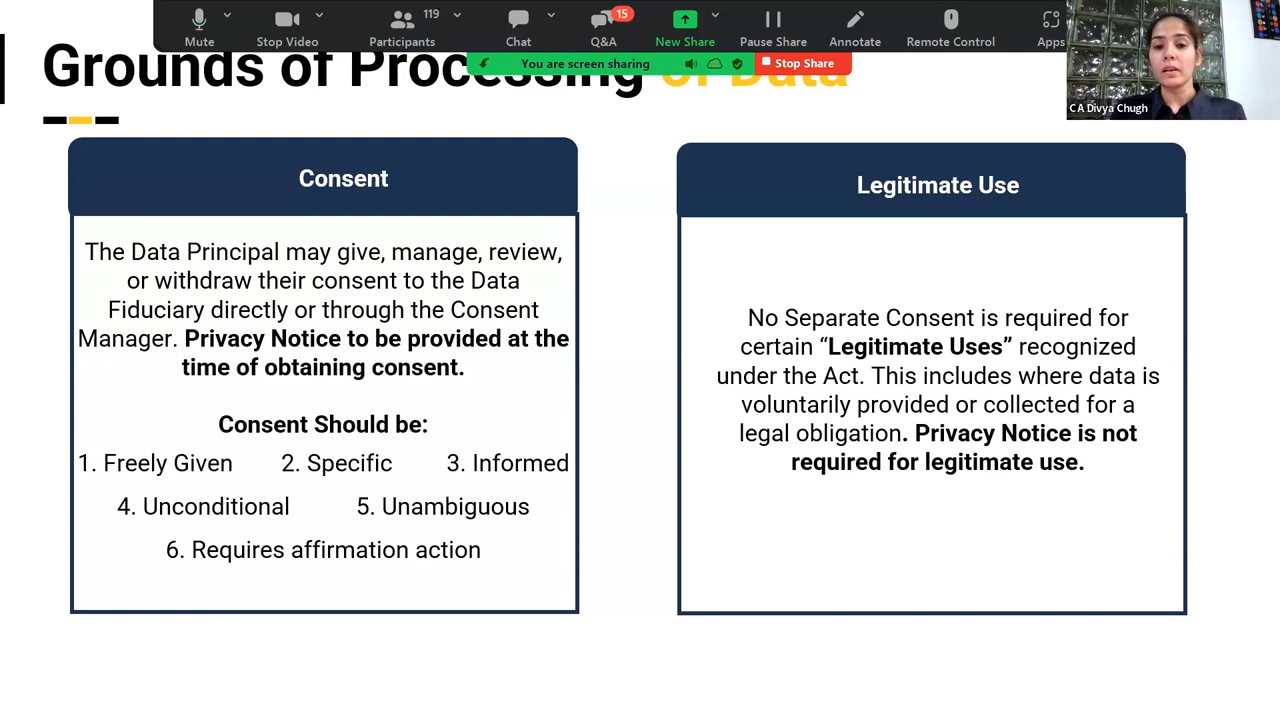 119
15
Mute
Stop Video
Participants
Chat
Q&A
New Share
Pause Share
Annotate
Remote Control
Apps
You are screen sharing
Stop Share
CA Divya Chugh
Grounds of Processing of Data
Consent
The Data Principal may give, manage, review,
or withdraw their consent to the Data
Fiduciary directly or through the Consent
Manager. Privacy Notice to be provided at the
time of obtaining consent.
Consent Should be:
1. Freely Given 2. Specific 3. Informed
4. Unconditional 5. Unambiguous
6. Requires affirmation action
Legitimate Use
No Separate Consent is required for
certain “Legitimate Uses” recognized
under the Act. This includes where data is
voluntarily provided or collected for a
legal obligation. Privacy Notice is not
required for legitimate use.